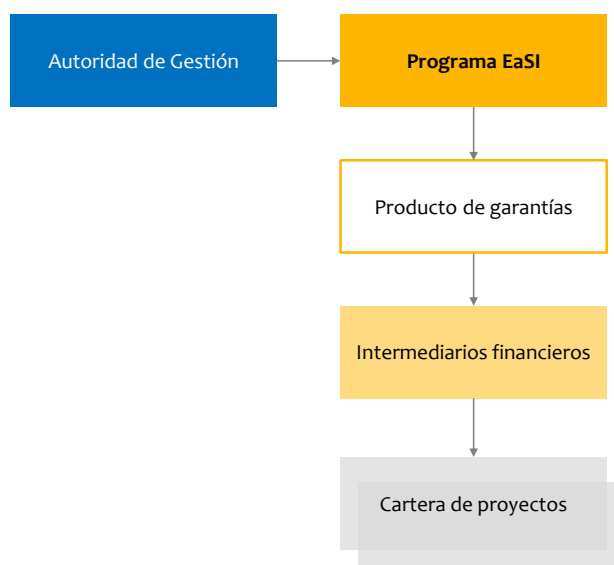 Autoridad de Gestión
Programa EaSI
Producto de garantías
Intermediarios financieros
Cartera de proyectos